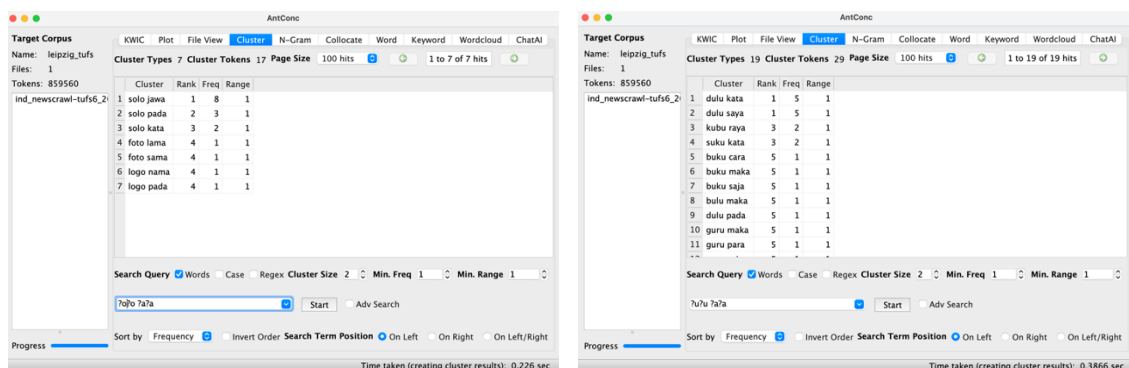 AntConc
Target Corpus
Name: leipzig_tufs
Files: 1
Tokens: 859560
ind_newscrawl-tufs6_2
Progress
KWIC Plot File View Cluster N-Gram Collocate Word Keyword Wordcloud ChatAI
Cluster Types 7 Cluster Tokens 17 Page Size 100 hits 1 to 7 of 7 hits
Cluster Rank Freq Range
1 solo jawa 1 8 1
2 solo pada 2 3 1
3 solo kata 3 2 1
4 foto lama 4 1 1
5 foto sama 4 1 1
6 logo nama 4 1 1
7 logo pada 4 1 1
Search Query Words Case Regex Cluster Size 2 Min. Freq 1 Min. Range 1
?o?o ?a?a Start Adv Search
Sort by Frequency Invert Order Search Term Position On Left On Right On Left/Right
Time taken (creating cluster results): 0.226 sec
AntConc
Target Corpus
Name: leipzig_tufs
Files: 1
Tokens: 859560
ind_newscrawl-tufs6_2
Progress
KWIC Plot File View Cluster N-Gram Collocate Word Keyword Wordcloud ChatAI
Cluster Types 19 Cluster Tokens 29 Page Size 100 hits 1 to 19 of 19 hits
Cluster Rank Freq Range
1 dulu kata 1 5 1
2 dulu saya 1 5 1
3 kubu raya 3 2 1
4 suku kata 3 2 1
5 buku cara 5 1 1
6 buku maka 5 1 1
7 buku saja 5 1 1
8 bulu maka 5 1 1
9 dulu pada 5 1 1
10 guru maka 5 1 1
11 guru para 5 1 1
Search Query Words Case Regex Cluster Size 2 Min. Freq 1 Min. Range 1
?u?u ?a?a Start Adv Search
Sort by Frequency Invert Order Search Term Position On Left On Right On Left/Right
Time taken (creating cluster results): 0.3866 sec